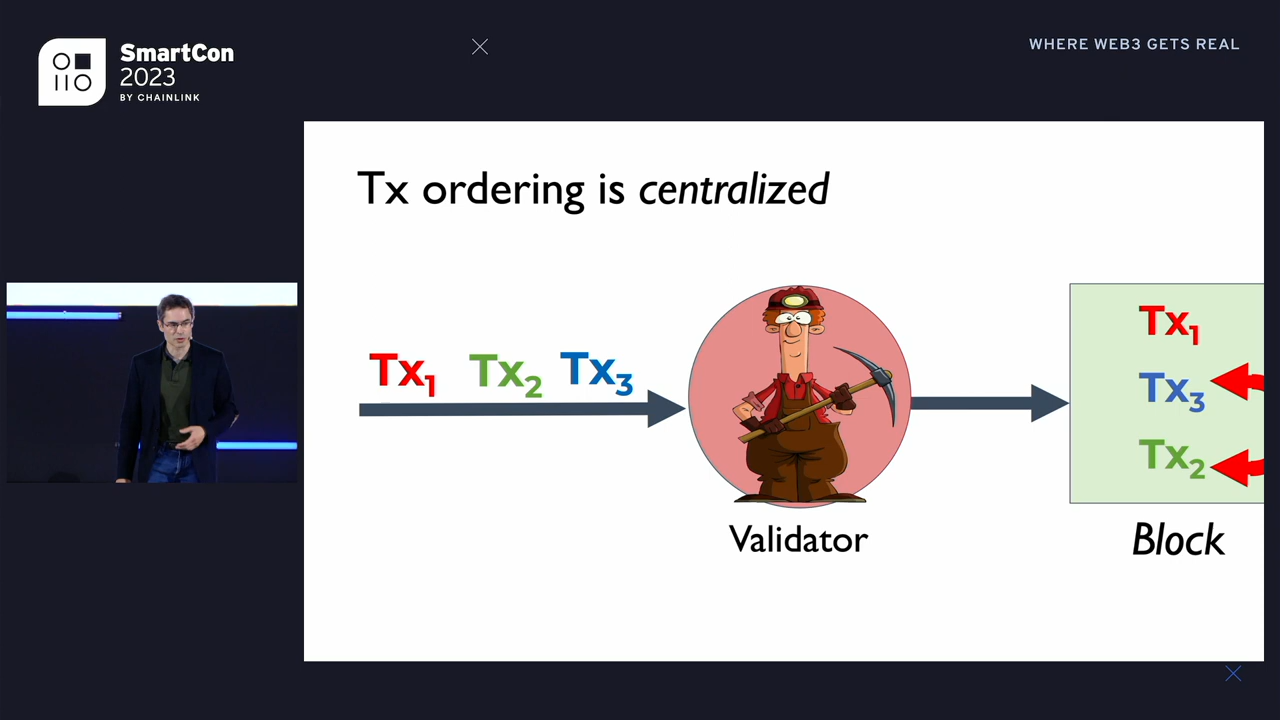 SmartCon
2023
BY CHAINLINK
WHERE WEB3 GETS REAL
Tx ordering is centralized
Tx1 Tx2 Tx3
Validator
Tx1
Tx3
Tx2
Block